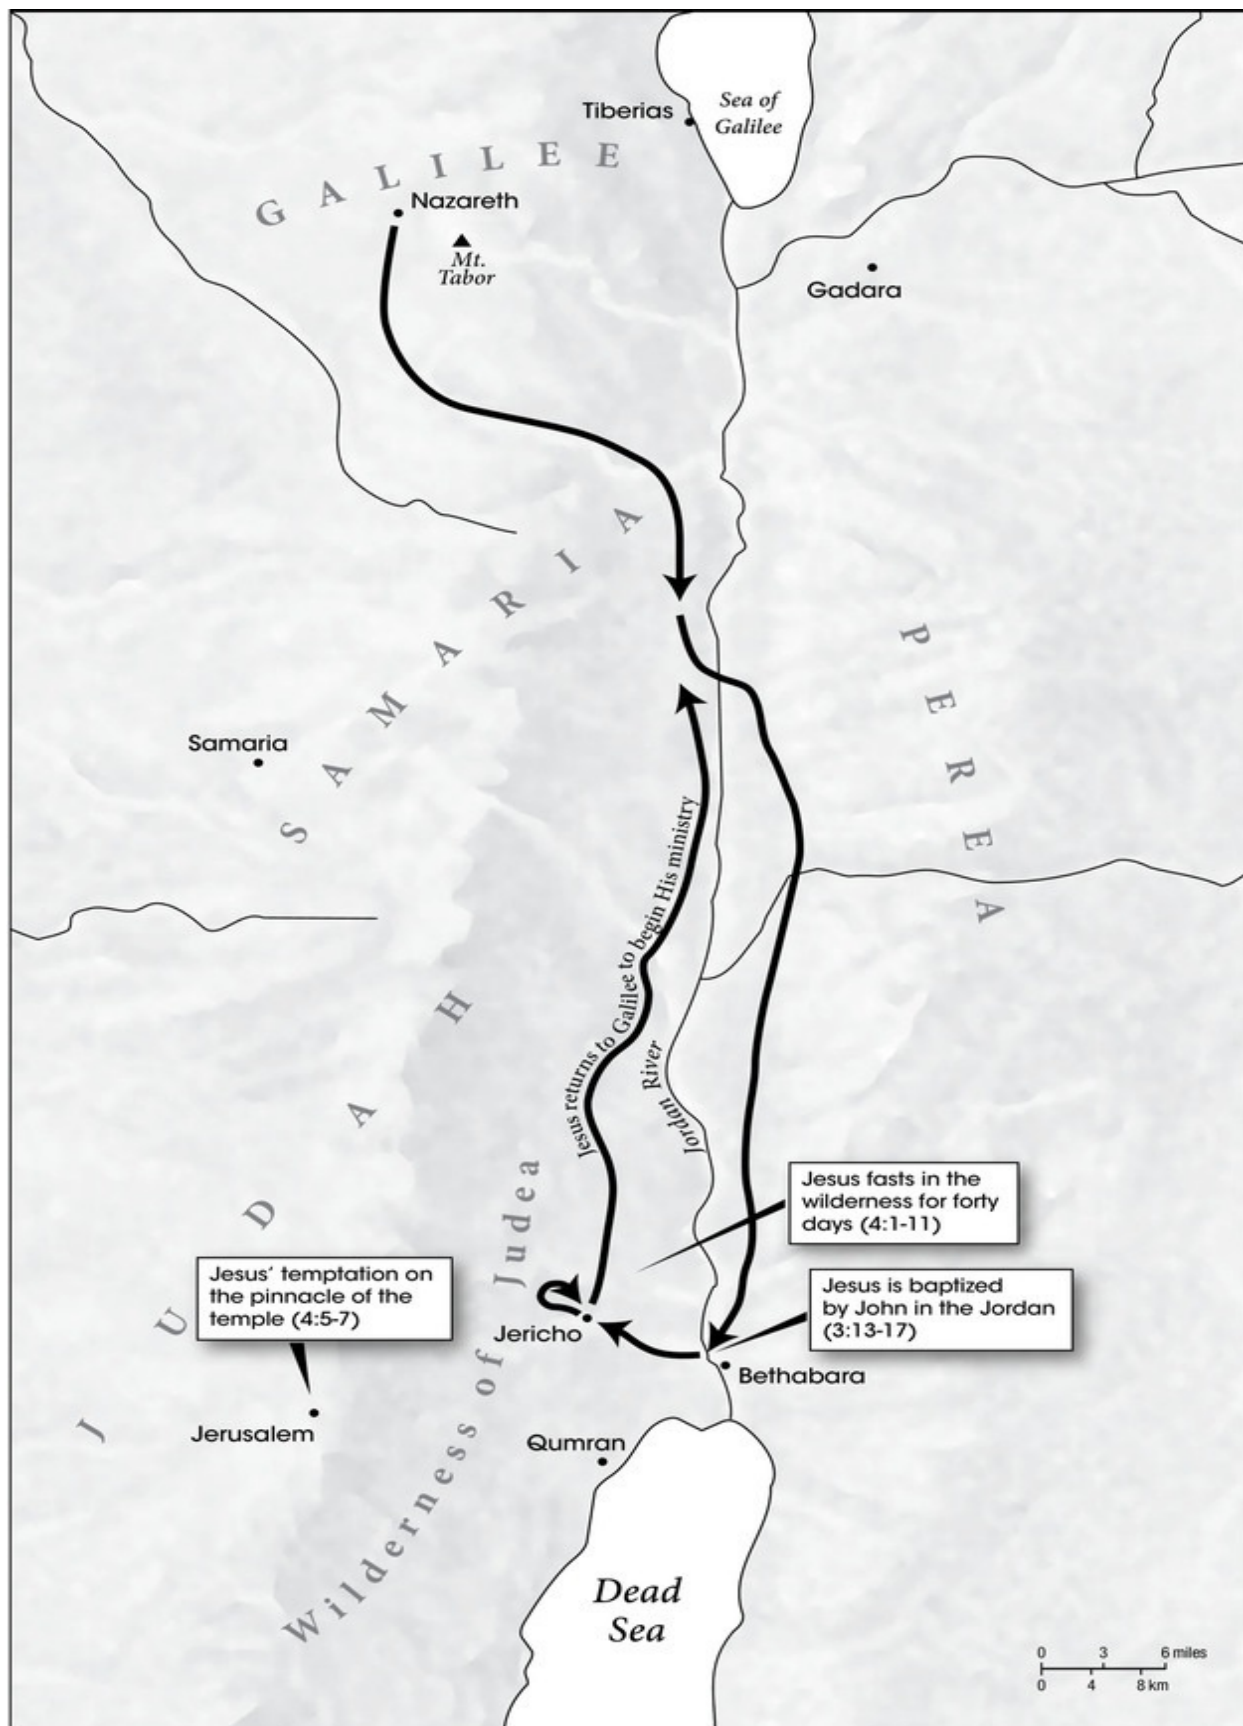 Tiberias
Sea of
Galilee
GALILEE
Nazareth
Mt.
Tabor
Gadara
SAMARIA
PEREA
Samaria
Jesus returns to Galilee to begin His ministry
Jordan River
JUDAH
Wilderness of Judea
Jesus fasts in the
wilderness for forty
days (4:1-11)
Jesus' temptation on
the pinnacle of the
temple (4:5-7)
Jesus is baptized
by John in the Jordan
(3:13-17)
Jericho
Bethabara
Jerusalem
Qumran
Dead
Sea
0 3 6 miles
0 4 8 km